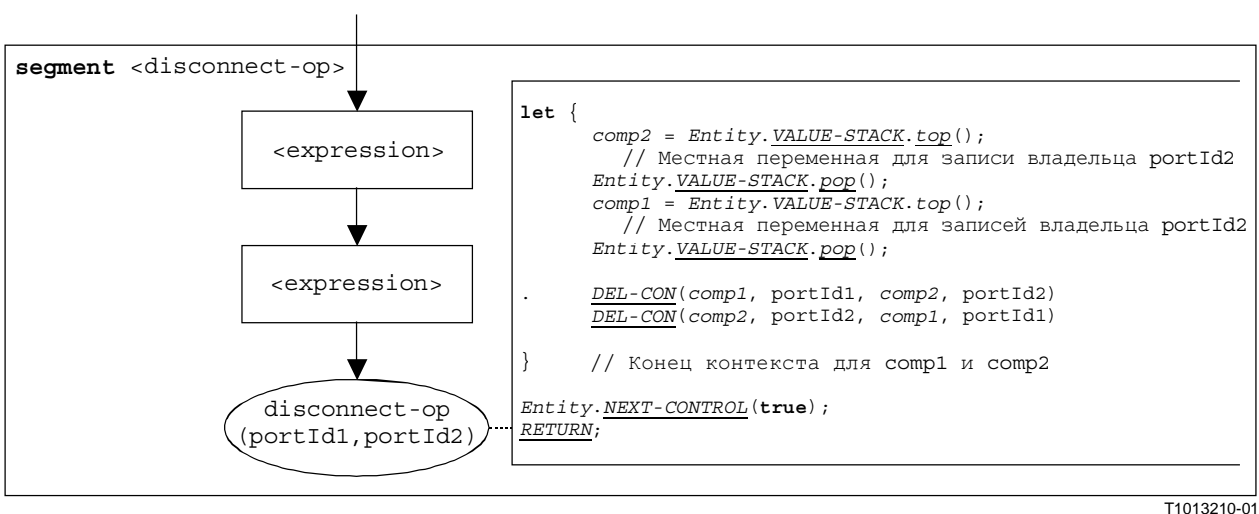 segment <disconnect-op>
<expression>
<expression>
disconnect-op
(portId1,portId2)
let {
comp2 = Entity.VALUE-STACK.top();
// Местная переменная для записи владельца portId2
Entity.VALUE-STACK.pop();
comp1 = Entity.VALUE-STACK.top();
// Местная переменная для записей владельца portId2
Entity.VALUE-STACK.pop();
. DEL-CON(comp1, portId1, comp2, portId2)
DEL-CON(comp2, portId2, comp1, portId1)
} // Конец контекста для comp1 и comp2
Entity.NEXT-CONTROL(true);
RETURN;
T1013210-01